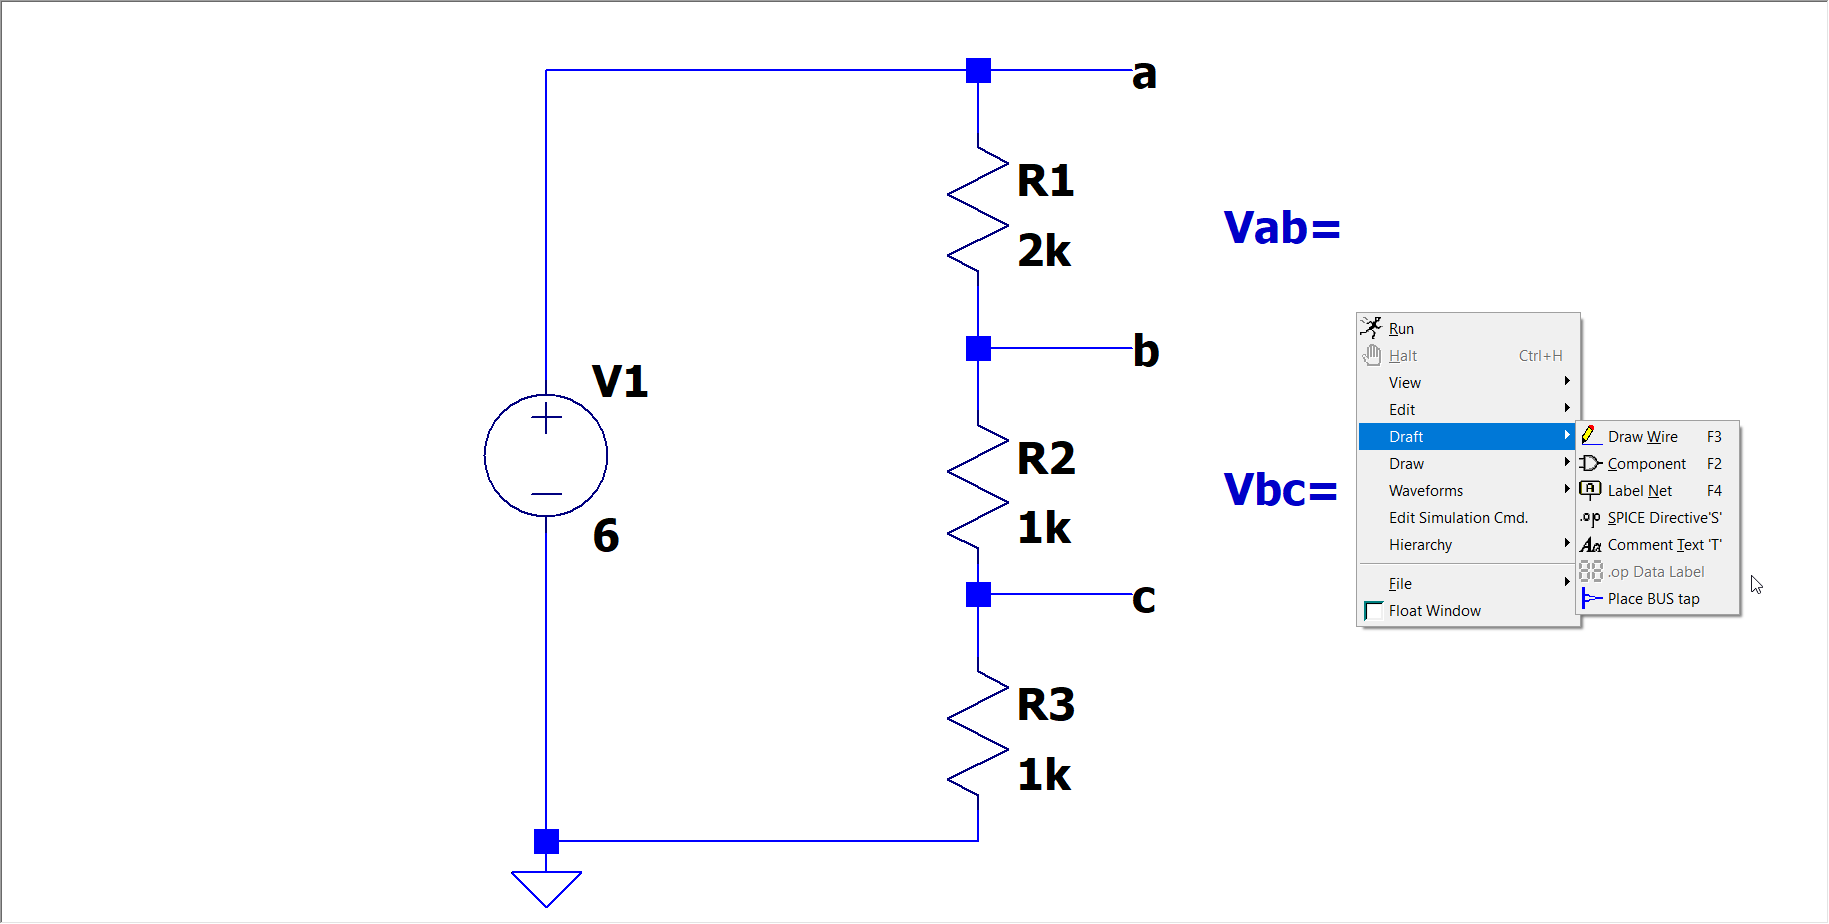 a
R1
2k
Vab=
b
V1
6
R2
1k
Vbc=
c
R3
1k
Run
Halt Ctrl+H
View
Edit
Draft
Draw
Waveforms
Edit Simulation Cmd.
Hierarchy
File
Float Window
Draw Wire F3
Component F2
A
Label Net F4
.op SPICE Directive'S'
Aa Comment Text 'T'
88 .op Data Label
Place BUS tap